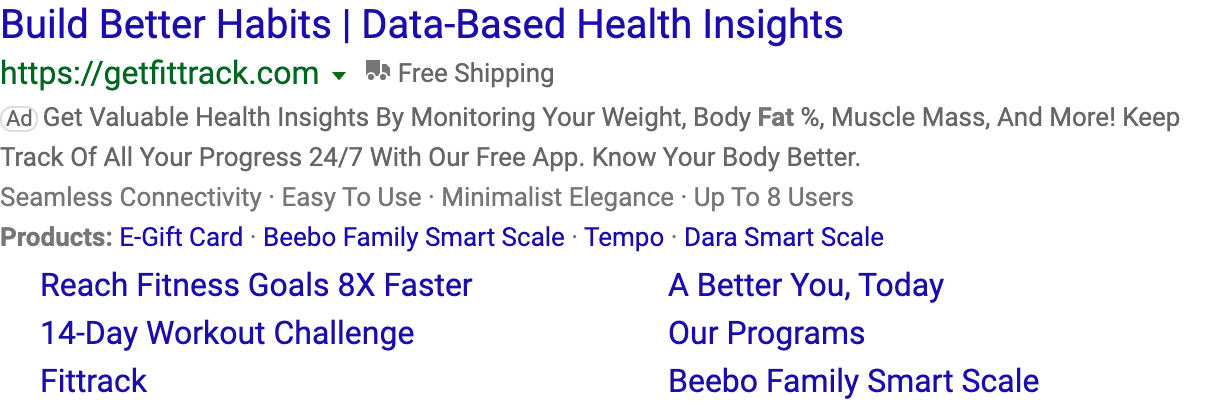 Build Better Habits | Data-Based Health Insights
https://getfittrack.com Free Shipping
Ad Get Valuable Health Insights By Monitoring Your Weight, Body Fat %, Muscle Mass, And More! Keep
Track Of All Your Progress 24/7 With Our Free App. Know Your Body Better.
Seamless Connectivity · Easy To Use · Minimalist Elegance · Up To 8 Users
Products: E-Gift Card · Beebo Family Smart Scale · Tempo · Dara Smart Scale
Reach Fitness Goals 8X Faster
A Better You, Today
14-Day Workout Challenge
Our Programs
Fittrack
Beebo Family Smart Scale